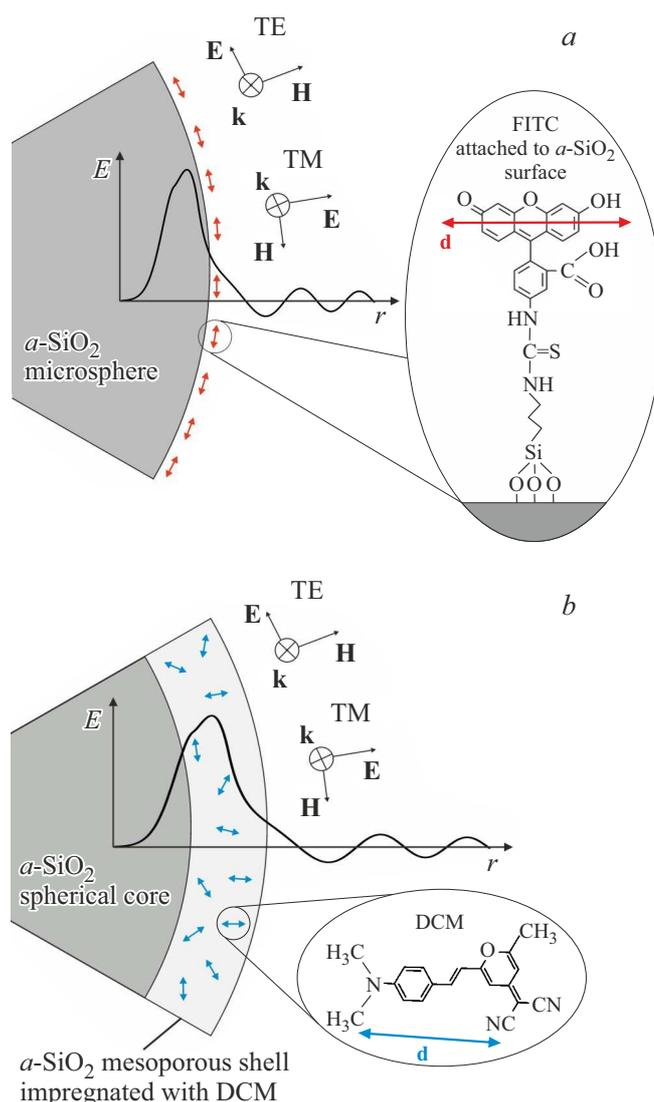 a
TE
E
H
k
TM
k
E
H
E
r
a-SiO₂
microsphere
FITC
attached to a-SiO₂
surface
O
O
OH
d
OH
C
O
HN
C=S
NH
Si
O O O
b
TE
E
H
k
TM
k
E
H
E
r
a-SiO₂
spherical core
DCM
O
CH₃
H₃C
N
H₃C
CN
NC
d
a-SiO₂ mesoporous shell
impregnated with DCM